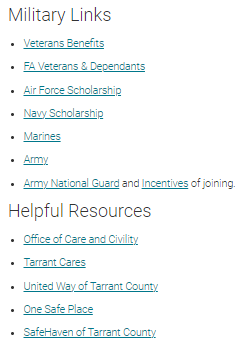 Military Links
Veterans Benefits
FA Veterans & Dependants
Air Force Scholarship
Navy Scholarship
Marines
Army
Army National Guard and Incentives of joining.
Helpful Resources
Office of Care and Civility
Tarrant Cares
United Way of Tarrant County
One Safe Place
SafeHaven of Tarrant County